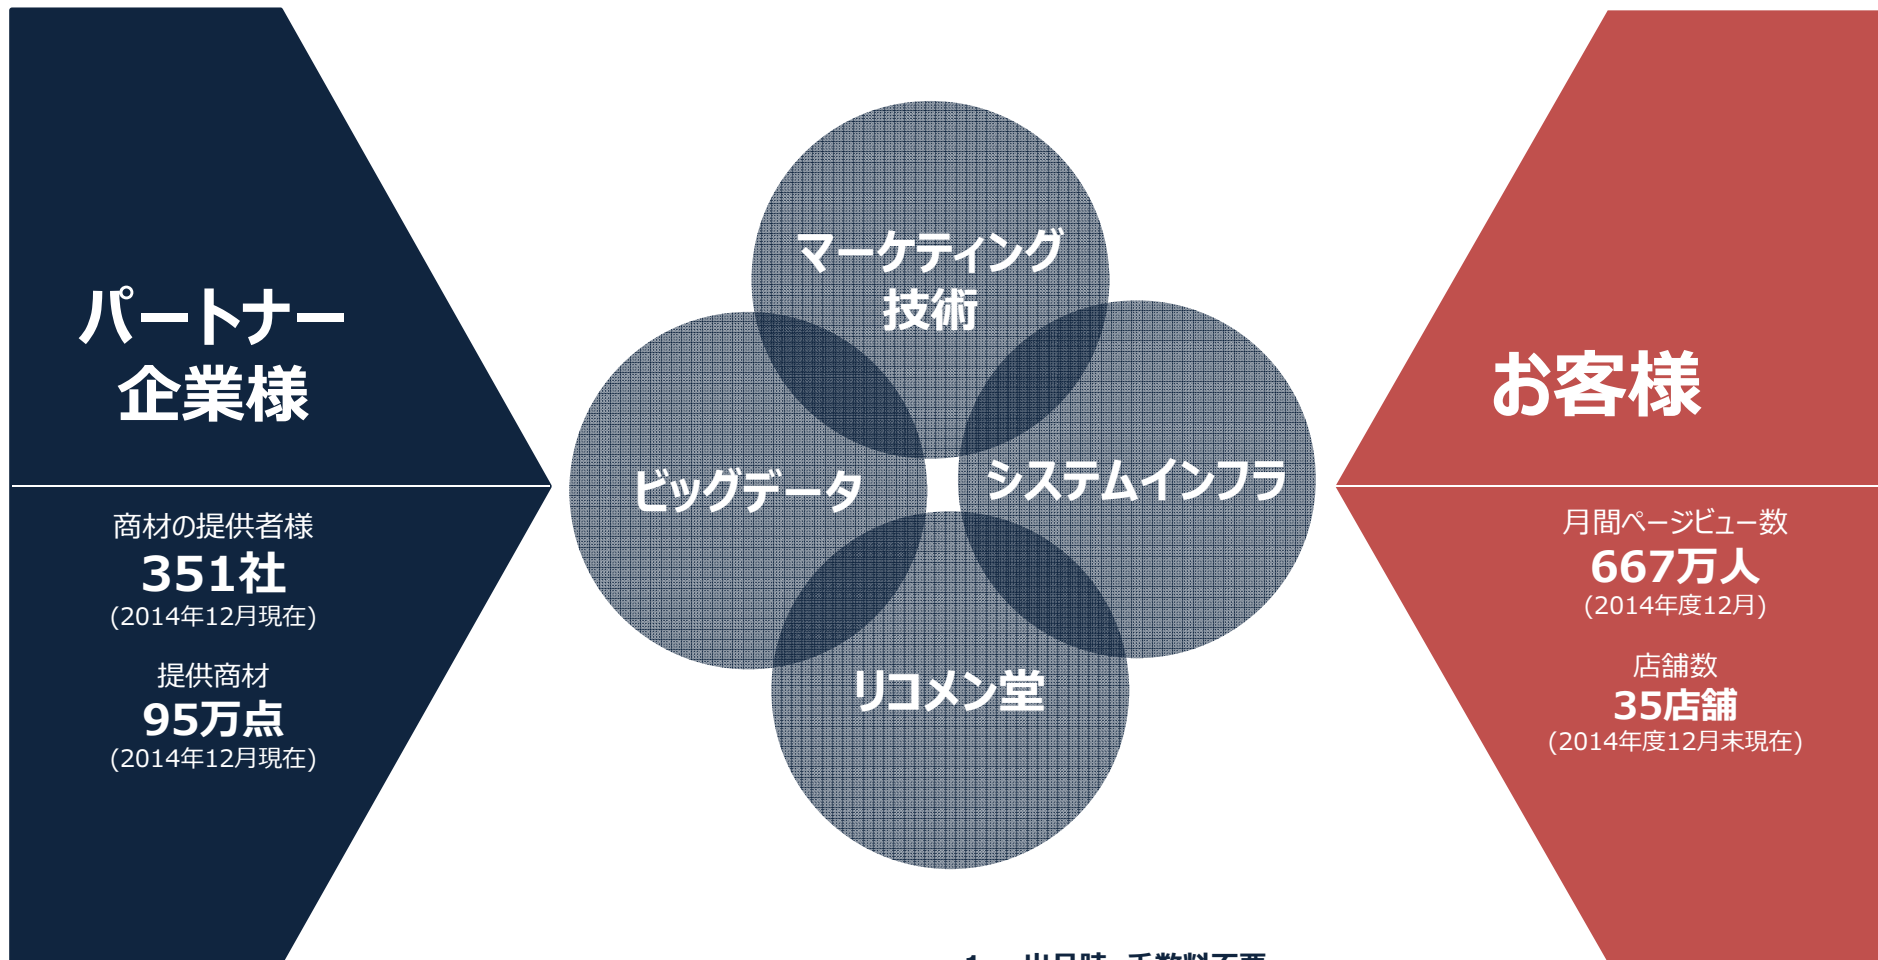 パートナー
企業様
商材の提供者様
351社
(2014年12月現在)
提供商材
95万点
(2014年12月現在)
マーケティング
技術
ビッグデータ
システムインフラ
リコメン堂
お客様
月間ページビュー数
667万人
(2014年度12月)
店舗数
35店舗
(2014年度12月末現在)